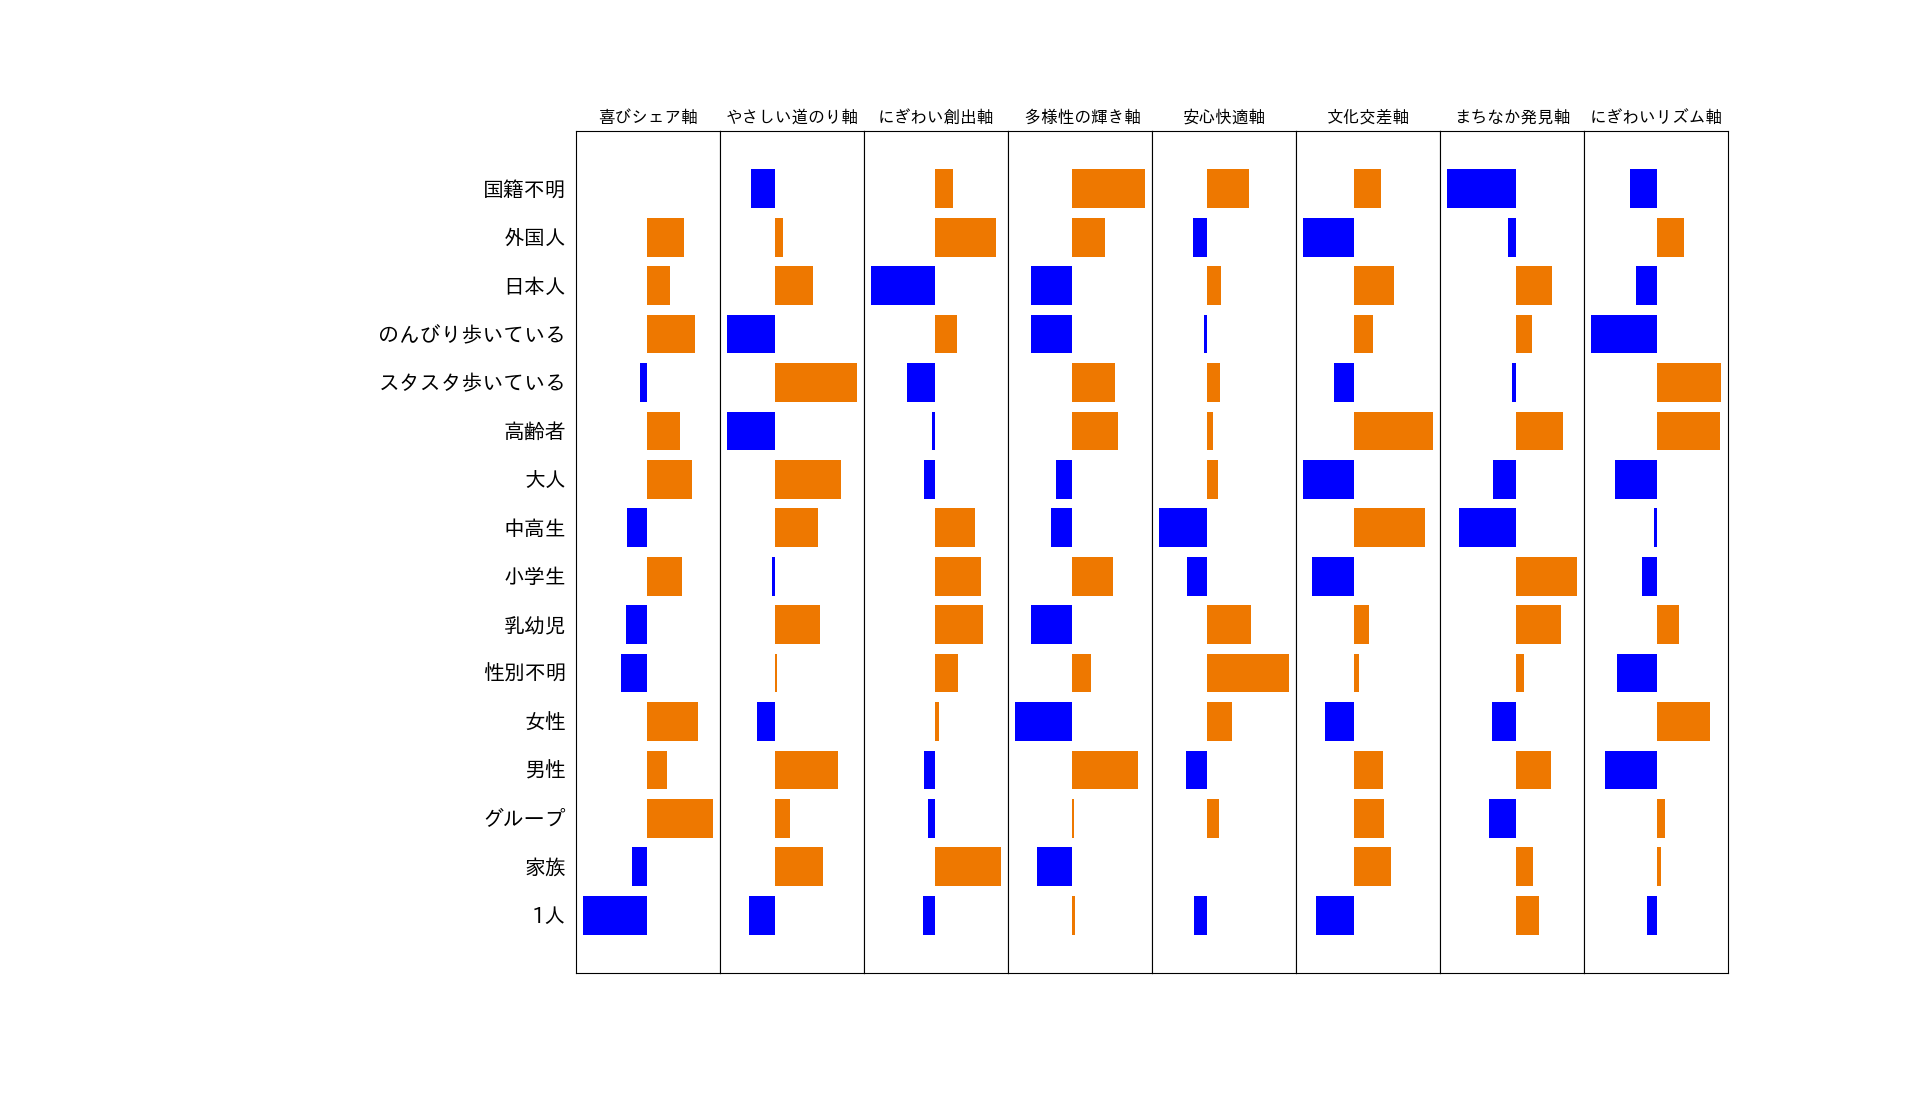 喜びシェア軸 やさしい道のり軸 にぎわい創出軸 多様性の輝き軸 安心快適軸 文化交差軸 まちなか発見軸 にぎわいリズム軸
国籍不明
外国人
日本人
のんびり歩いている
スタスタ歩いている
高齢者
大人
中高生
小学生
乳幼児
性別不明
女性
男性
グループ
家族
1人